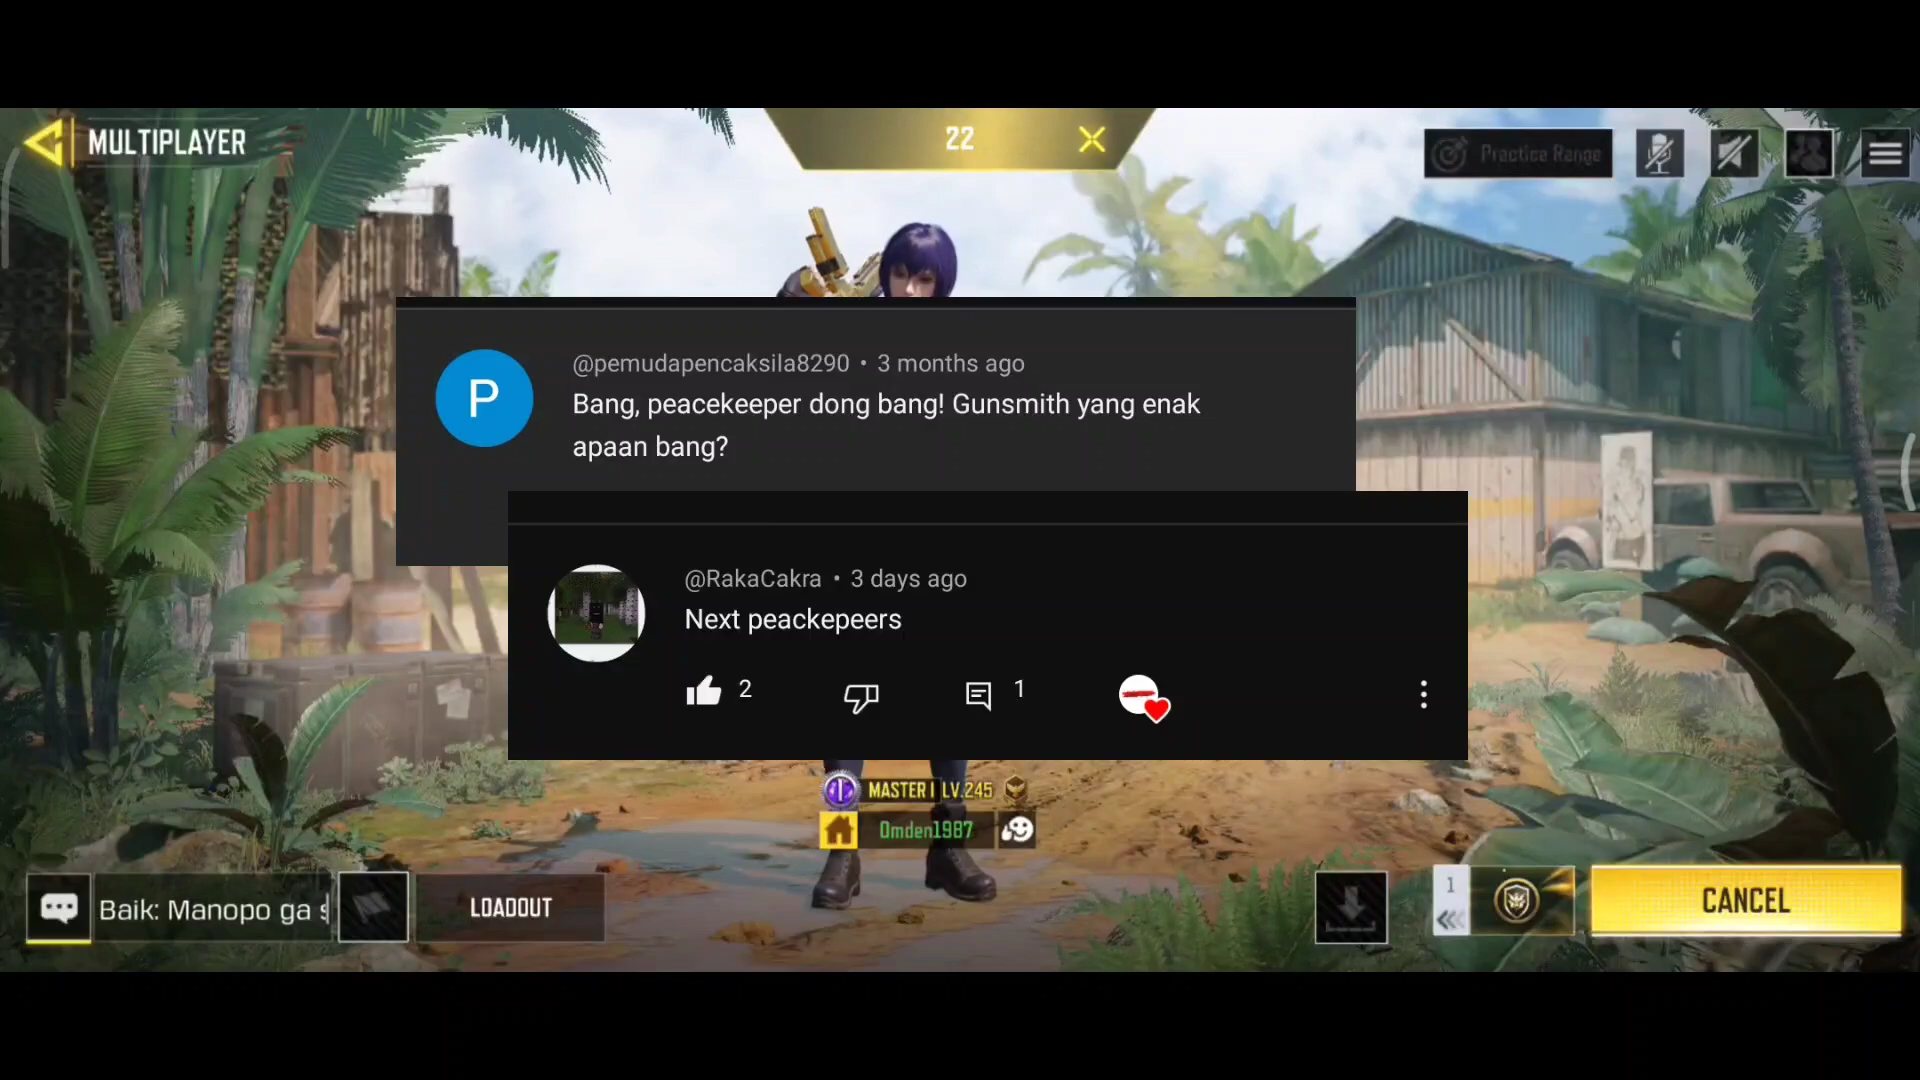 MULTIPLAYER
22
Practice Range
@pemudapencaksila8290 • 3 months ago
Bang, peacekeeper dong bang! Gunsmith yang enak
apaan bang?
P
@RakaCakra • 3 days ago
Next peackepeers
2
1
MASTER I LV.245
Omden1987
Baik: Manopo ga s
LOADOUT
1
CANCEL